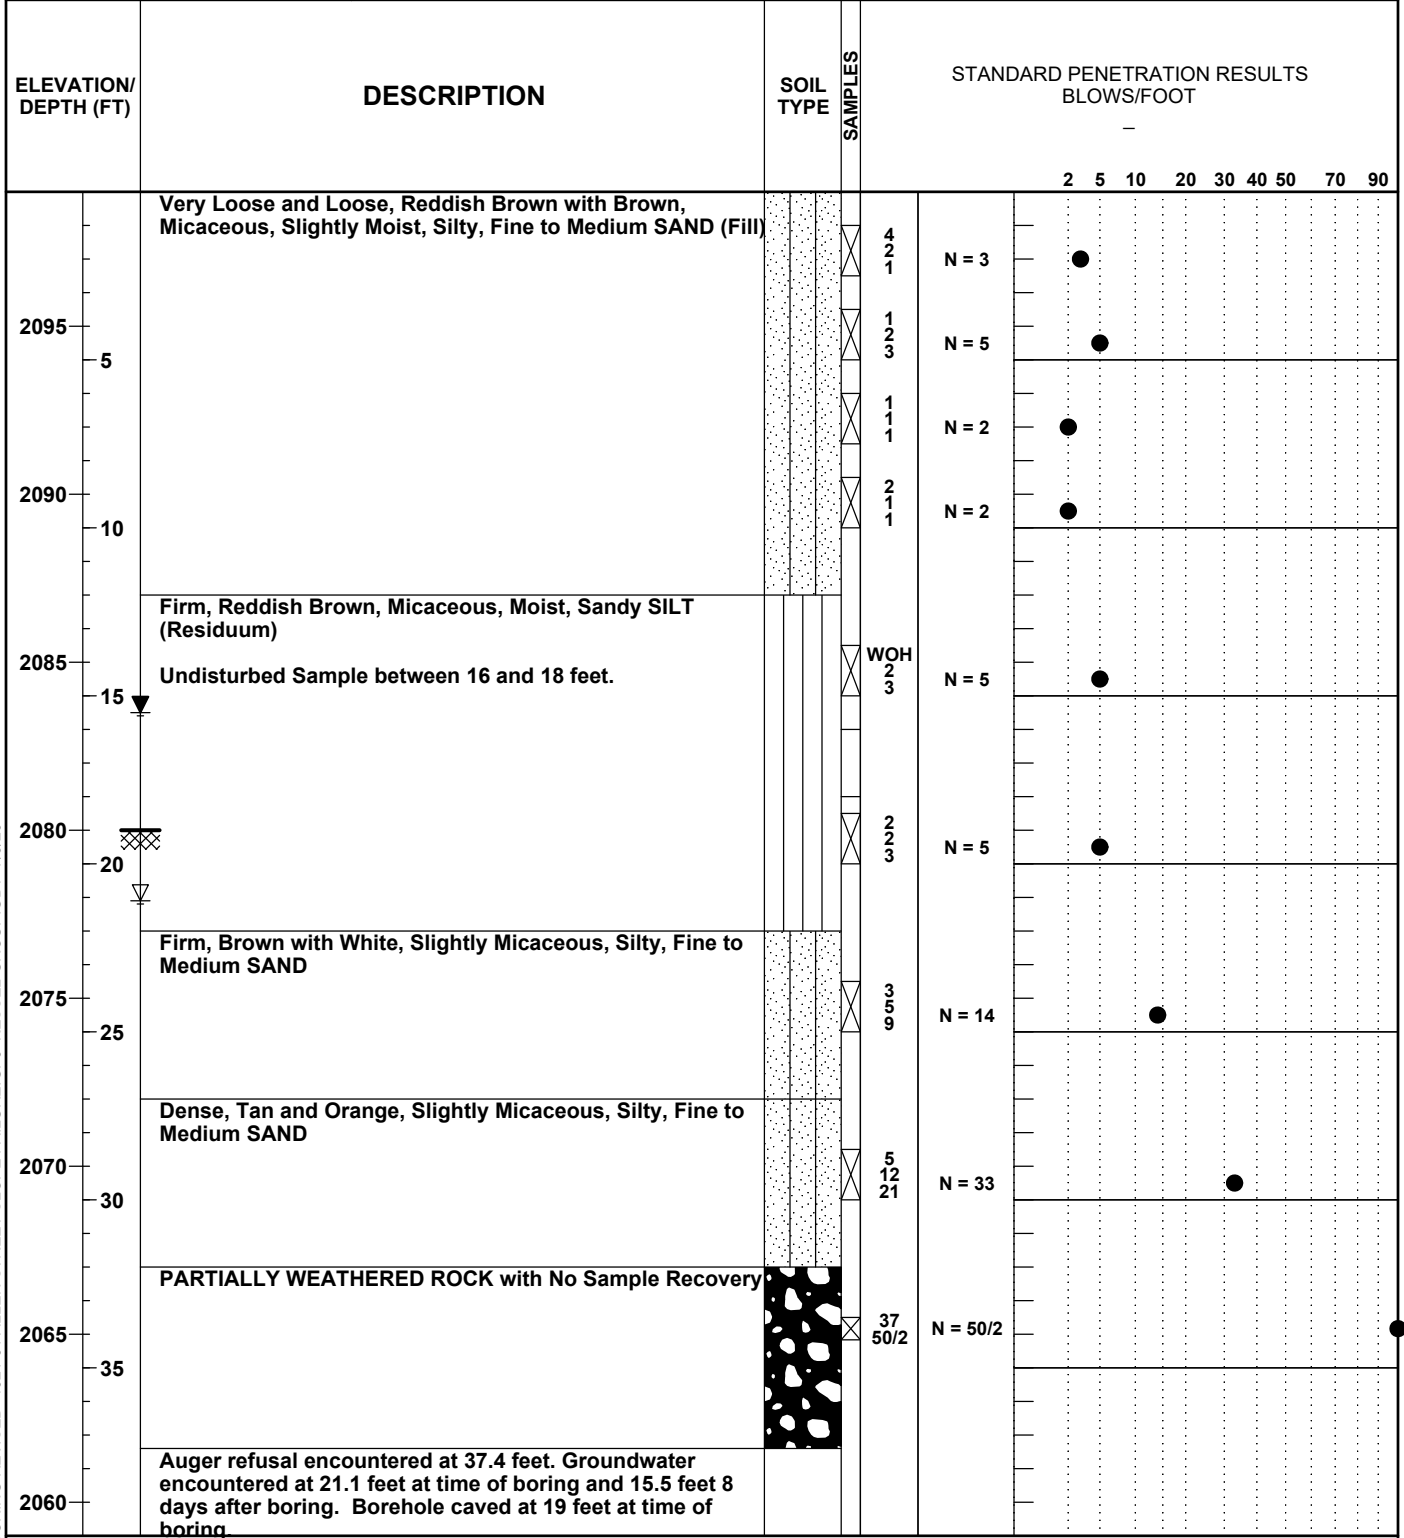 ELEVATION/
DEPTH (FT)
DESCRIPTION
SOIL
TYPE
SAMPLES
STANDARD PENETRATION RESULTS
BLOWS/FOOT
_
2 5 10 20 30 40 50 70 90
Very Loose and Loose, Reddish Brown with Brown,
Micaceous, Slightly Moist, Silty, Fine to Medium SAND (Fill)
4
2
1
N = 3
2095
1
2
3
N = 5
5
1
1
1
N = 2
2090
2
1
1
N = 2
10
Firm, Reddish Brown, Micaceous, Moist, Sandy SILT
(Residuum)
Undisturbed Sample between 16 and 18 feet.
2085
WOH
2
3
N = 5
15
2080
2
2
3
N = 5
20
Firm, Brown with White, Slightly Micaceous, Silty, Fine to
Medium SAND
2075
3
5
9
N = 14
25
Dense, Tan and Orange, Slightly Micaceous, Silty, Fine to
Medium SAND
2070
5
12
21
N = 33
30
PARTIALLY WEATHERED ROCK with No Sample Recovery
2065
37
50/2
N = 50/2
35
Auger refusal encountered at 37.4 feet. Groundwater
encountered at 21.1 feet at time of boring and 15.5 feet 8
days after boring.  Borehole caved at 19 feet at time of
boring.
2060